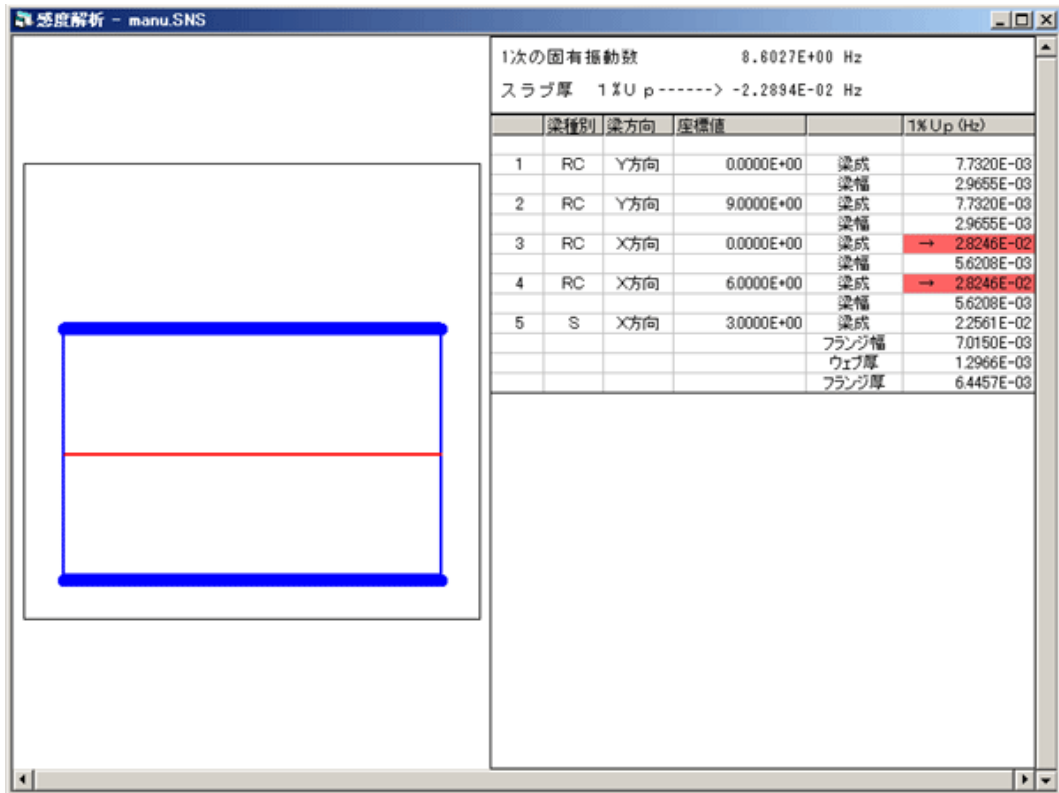 感度解析 - manu.SNS
1次の固有振動数 8.6027E+00 Hz
スラブ厚 1%Up------> -2.2894E-02 Hz
梁種別 梁方向 座標値 1%Up (Hz)
1 RC Y方向 0.0000E+00 梁成 7.7320E-03
梁幅 2.9655E-03
2 RC Y方向 9.0000E+00 梁成 7.7320E-03
梁幅 2.9655E-03
3 RC X方向 0.0000E+00 梁成 → 2.8246E-02
梁幅 5.6208E-03
4 RC X方向 6.0000E+00 梁成 → 2.8246E-02
梁幅 5.6208E-03
5 S X方向 3.0000E+00 梁成 2.2561E-02
フランジ幅 7.0150E-03
ウェブ厚 1.2966E-03
フランジ厚 6.4457E-03